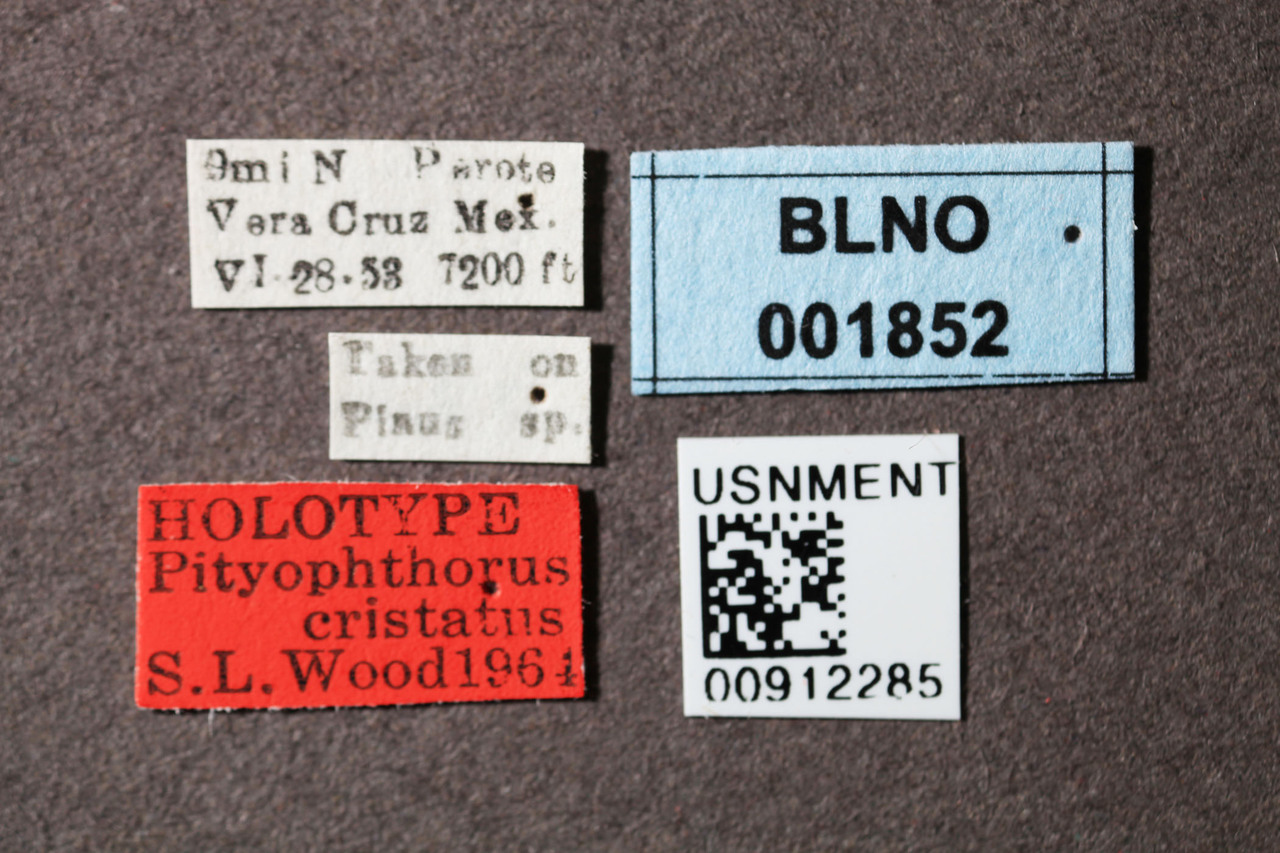 9mi N Perote
Vera Cruz Mex.
VI-28-53 7200 ft
Taken on
Pinus sp.
HOLOTYPE
Pityophthorus
cristatus
S.L.Wood1964
BLNO
001852
USNMENT
00912285